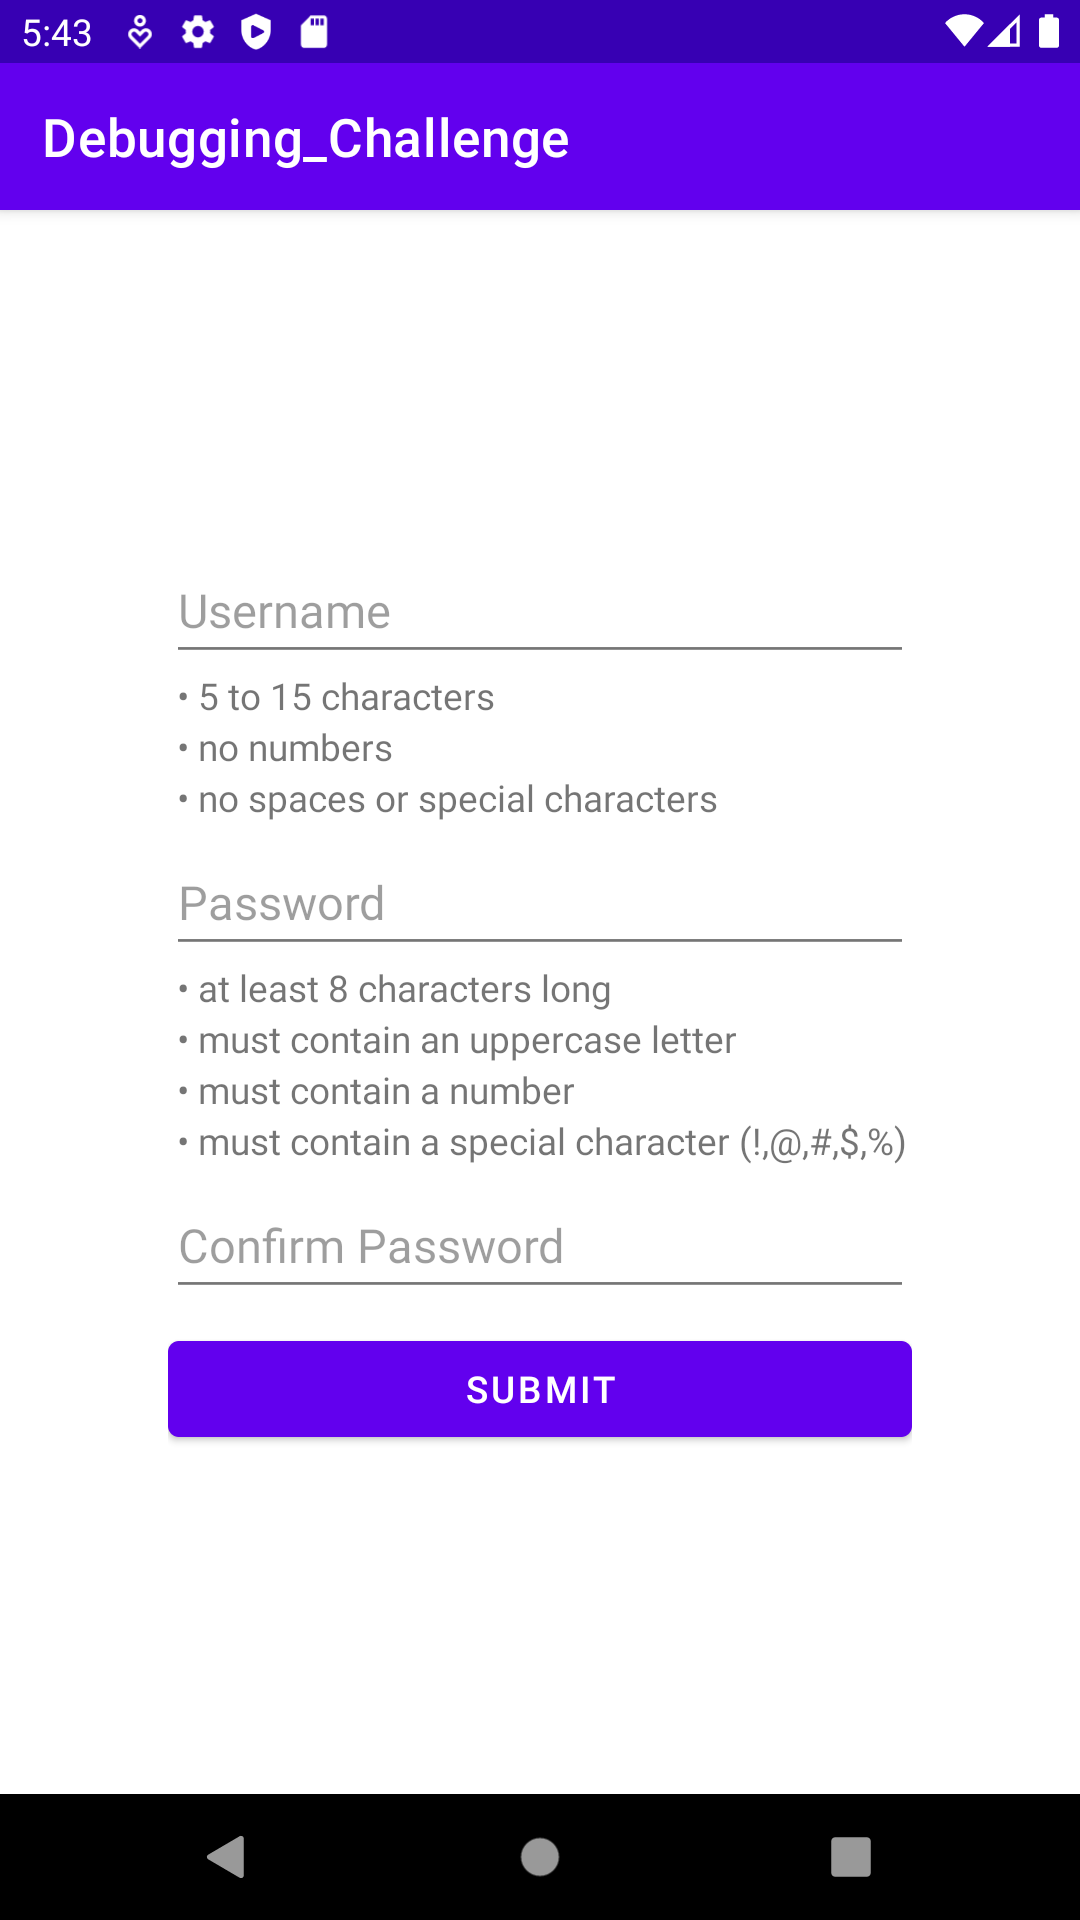 5:43
Debugging_Challenge
Username
• 5 to 15 characters
• no numbers
• no spaces or special characters
Password
• at least 8 characters long
• must contain an uppercase letter
• must contain a number
• must contain a special character (!,@,#,$,%)
Confirm Password
SUBMIT